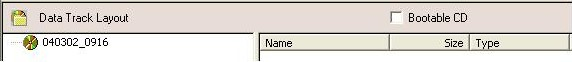 Data Track Layout Bootable CD
040302_0916
Name Size Type